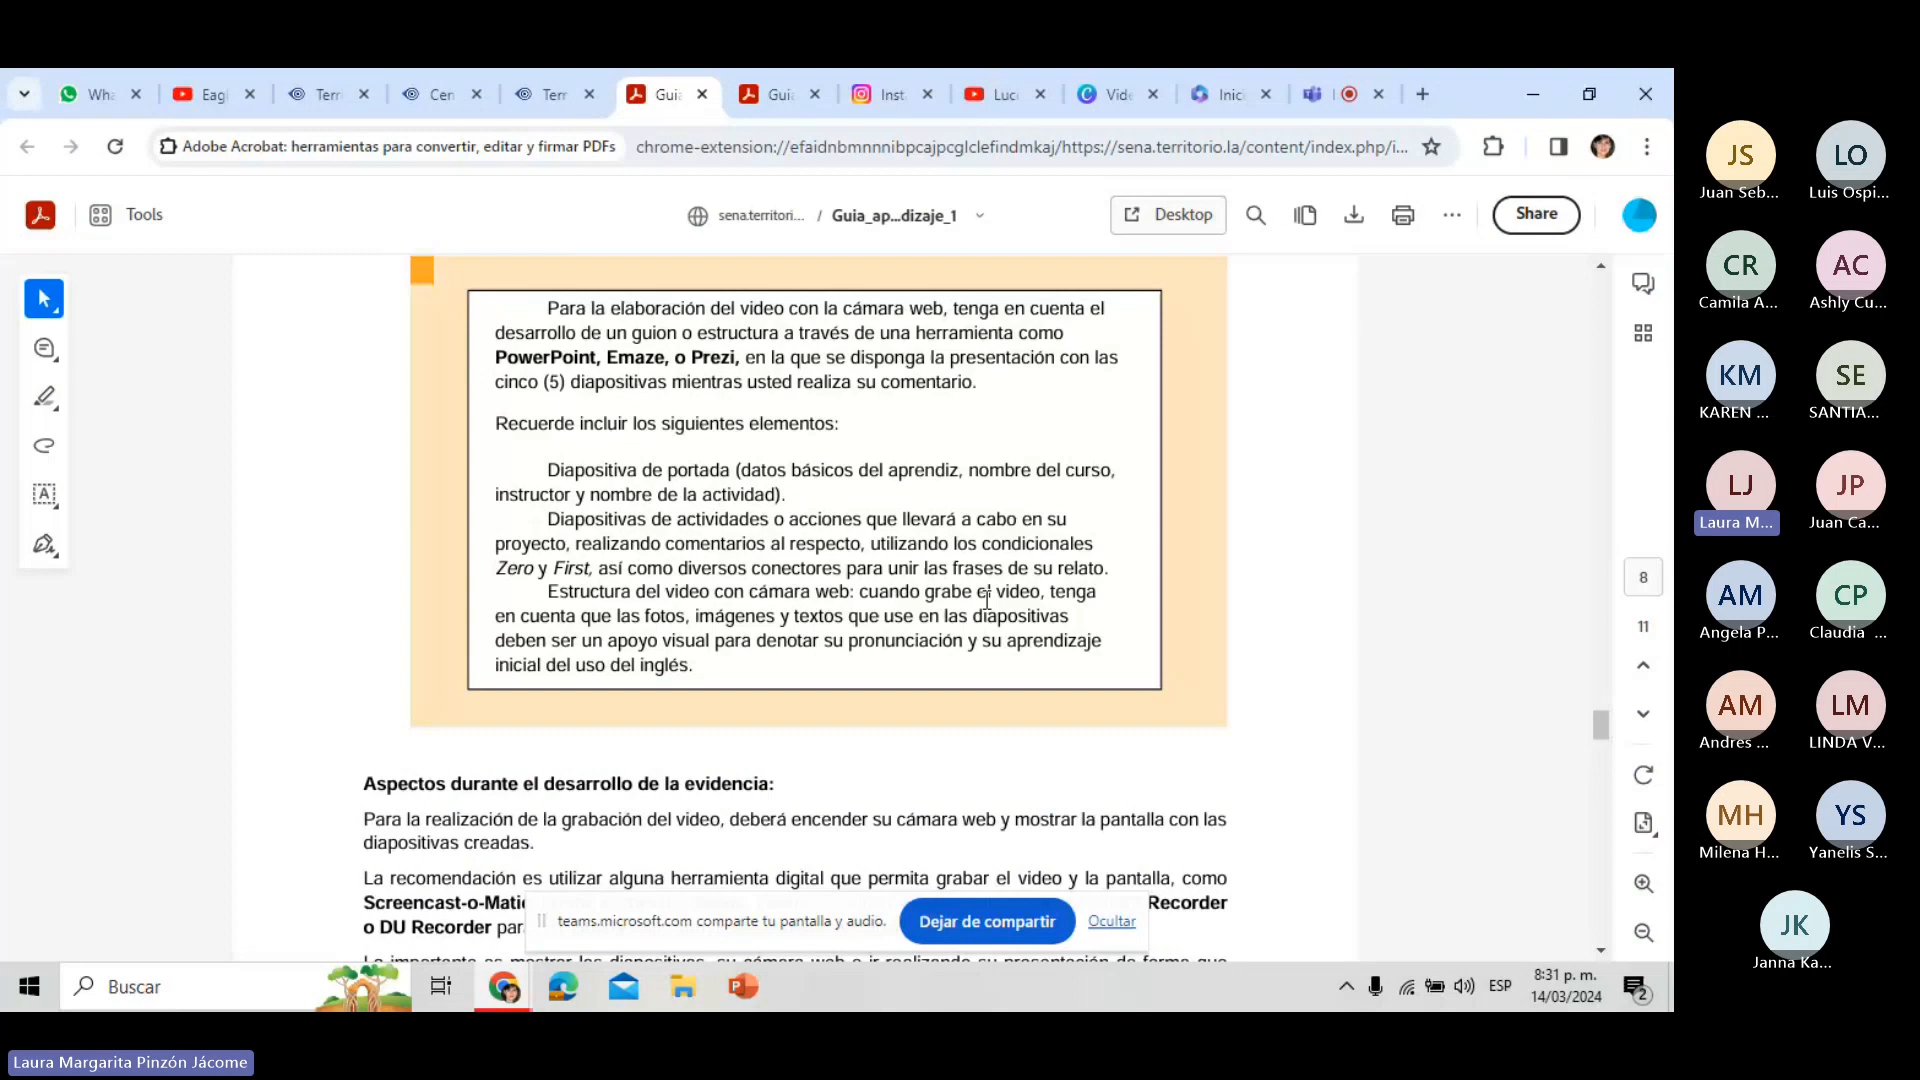 Wha
Eag
Terr
Cen
Terr
Gui
Gui
Inst
Luc
Vid
Inic
Adobe Acrobat: herramientas para convertir, editar y firmar PDFs
chrome-extension://efaidnbmnnnibpcajpcglclefindmkaj/https://sena.territorio.la/content/index.php/i...
Tools
sena.territori... / Guia_ap...dizaje_1
Desktop
Share
Para la elaboración del video con la cámara web, tenga en cuenta el
desarrollo de un guion o estructura a través de una herramienta como
PowerPoint, Emaze, o Prezi, en la que se disponga la presentación con las
cinco (5) diapositivas mientras usted realiza su comentario.
Recuerde incluir los siguientes elementos:
Diapositiva de portada (datos básicos del aprendiz, nombre del curso,
instructor y nombre de la actividad).
Diapositivas de actividades o acciones que llevará a cabo en su
proyecto, realizando comentarios al respecto, utilizando los condicionales
Zero y First, así como diversos conectores para unir las frases de su relato.
Estructura del video con cámara web: cuando grabe el video, tenga
en cuenta que las fotos, imágenes y textos que use en las diapositivas
deben ser un apoyo visual para denotar su pronunciación y su aprendizaje
inicial del uso del inglés.
Aspectos durante el desarrollo de la evidencia:
Para la realización de la grabación del video, deberá encender su cámara web y mostrar la pantalla con las
diapositivas creadas.
La recomendación es utilizar alguna herramienta digital que permita grabar el video y la pantalla, como
Screencast-o-Matic Recorder
o DU Recorder par
teams.microsoft.com comparte tu pantalla y audio.
Dejar de compartir
Ocultar
8
11
Buscar
ESP
8:31 p. m.
14/03/2024
2
JS
Juan Seb...
LO
Luis Ospi...
CR
Camila A...
AC
Ashly Cu...
KM
KAREN ...
SE
SANTIA...
LJ
Laura M...
JP
Juan Ca...
AM
Angela P...
CP
Claudia ...
AM
Andres ...
LM
LINDA V...
MH
Milena H...
YS
Yanelis S...
JK
Janna Ka...
Laura Margarita Pinzón Jácome